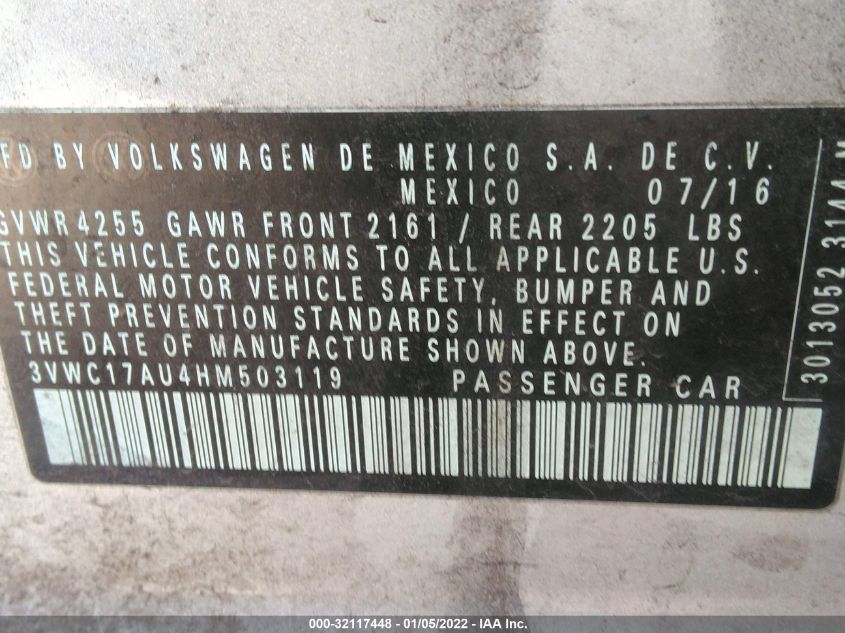 FD BY VOLKSWAGEN DE MEXICO S.A. DE C.V.
MEXICO 07/16
GVWR 4255 GAWR FRONT 2161 / REAR 2205 LBS
THIS VEHICLE CONFORMS TO ALL APPLICABLE U.S.
FEDERAL MOTOR VEHICLE SAFETY, BUMPER AND
THEFT PREVENTION STANDARDS IN EFFECT ON
THE DATE OF MANUFACTURE SHOWN ABOVE.
3VWC17AU4HM503119 PASSENGER CAR
3013052 3144
000-32117448 - 01/05/2022 - IAA Inc.